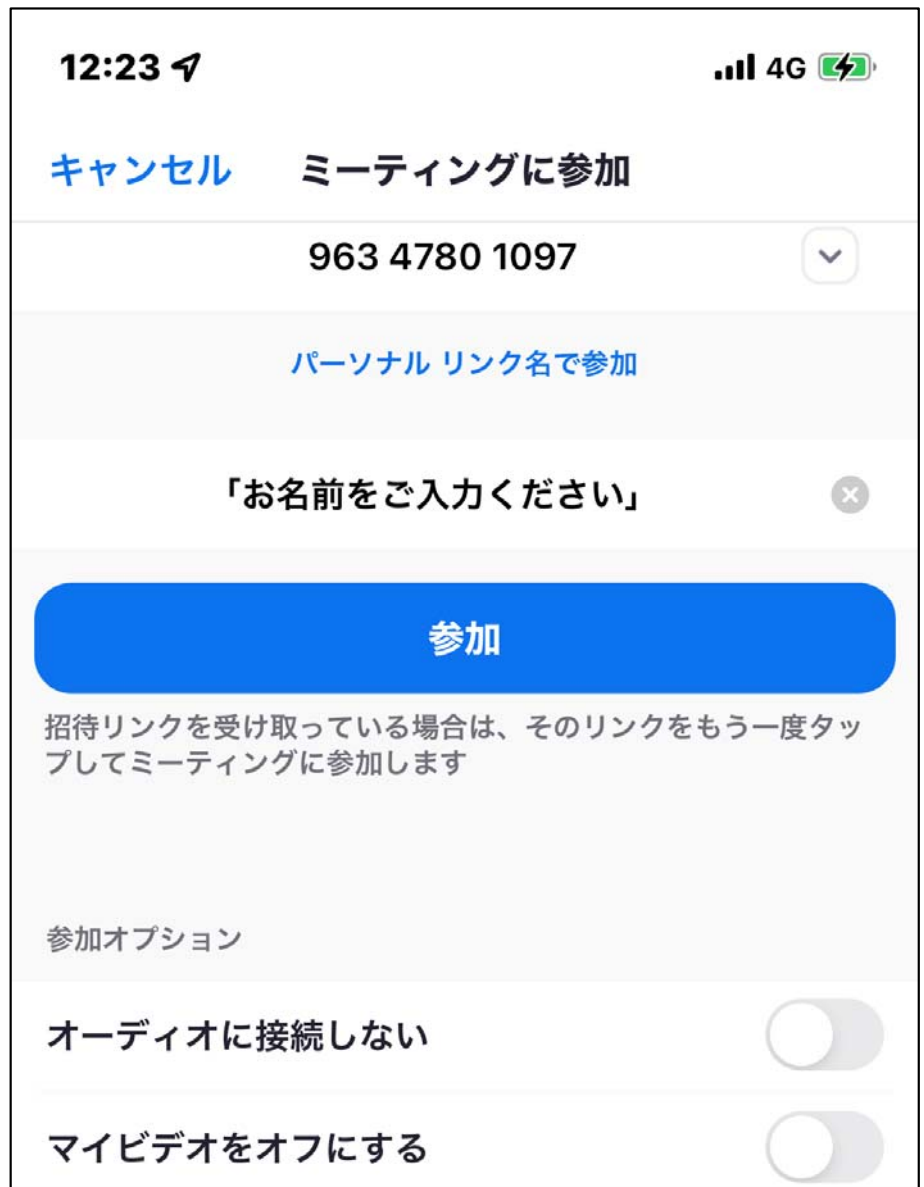 12:23 4G
キャンセル ミーティングに参加
963 4780 1097
パーソナル リンク名で参加
「お名前をご入力ください」
参加
招待リンクを受け取っている場合は、そのリンクをもう一度タッ
プしてミーティングに参加します
参加オプション
オーディオに接続しない
マイビデオをオフにする